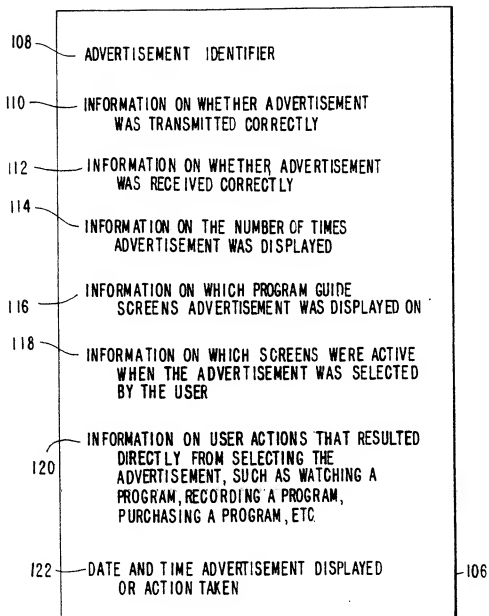 108 ADVERTISEMENT IDENTIFIER
110 INFORMATION ON WHETHER ADVERTISEMENT
WAS TRANSMITTED CORRECTLY
112 INFORMATION ON WHETHER ADVERTISEMENT
WAS RECEIVED CORRECTLY
114
INFORMATION ON THE NUMBER OF TIMES
ADVERTISEMENT WAS DISPLAYED
INFORMATION ON WHICH PROGRAM GUIDE
116 SCREENS ADVERTISEMENT WAS DISPLAYED ON
118
INFORMATION ON WHICH SCREENS WERE ACTIVE
WHEN THE ADVERTISEMENT WAS SELECTED
BY THE USER
INFORMATION ON USER ACTIONS THAT RESULTED
120 DIRECTLY FROM SELECTING THE
ADVERTISEMENT, SUCH AS WATCHING A
PROGRAM, RECORDING A PROGRAM,
PURCHASING A PROGRAM, ETC.
122 DATE AND TIME ADVERTISEMENT DISPLAYED 106
OR ACTION TAKEN